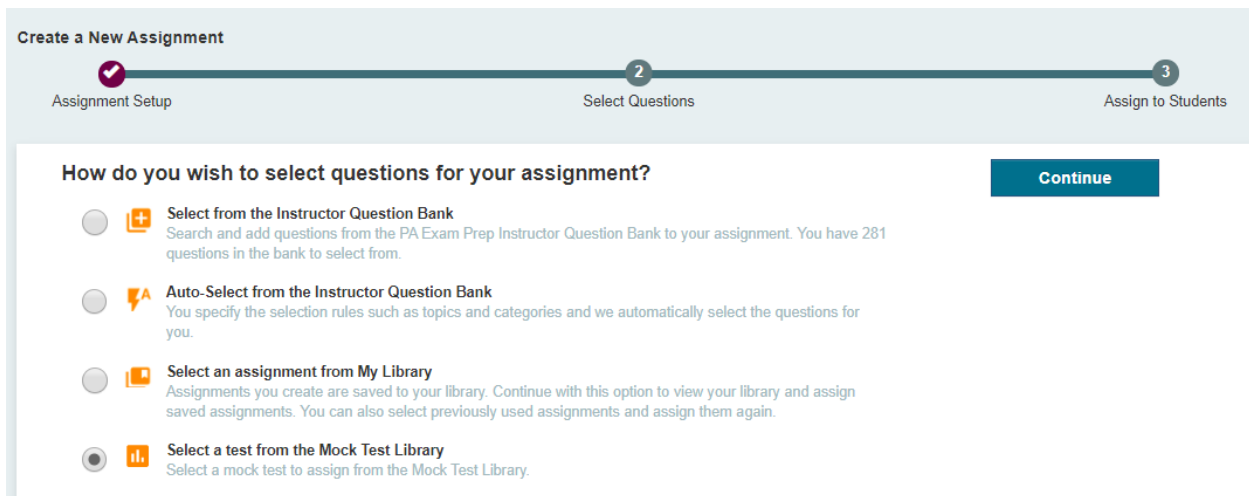 Create a New Assignment
2
3
Assignment Setup
Select Questions
Assign to Students
How do you wish to select questions for your assignment?
Continue
Select from the Instructor Question Bank
Search and add questions from the PA Exam Prep Instructor Question Bank to your assignment. You have 281
questions in the bank to select from.
A
Auto-Select from the Instructor Question Bank
You specify the selection rules such as topics and categories and we automatically select the questions for
you.
Select an assignment from My Library
Assignments you create are saved to your library. Continue with this option to view your library and assign
saved assignments. You can also select previously used assignments and assign them again.
Select a test from the Mock Test Library
Select a mock test to assign from the Mock Test Library.